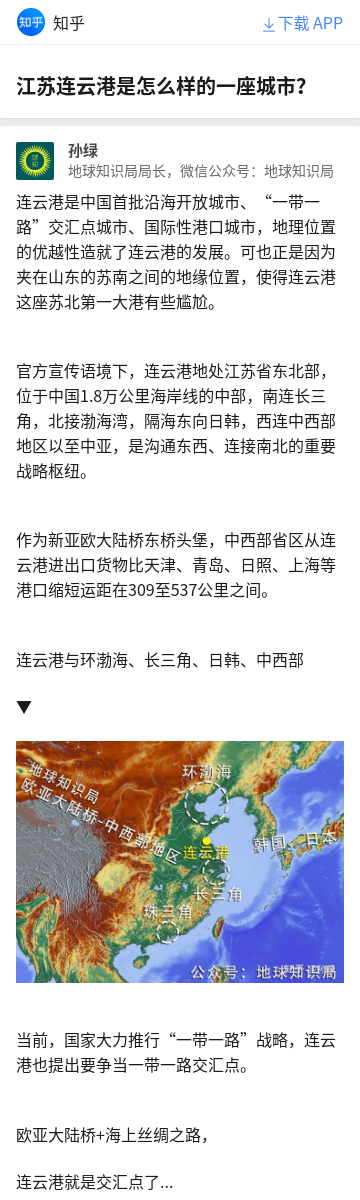 知乎 知乎 下载 APP
江苏连云港是怎么样的一座城市？
球知
孙绿
地球知识局局长，微信公众号：地球知识局
连云港是中国首批沿海开放城市、“一带一
路”交汇点城市、国际性港口城市，地理位置
的优越性造就了连云港的发展。可也正是因为
夹在山东的苏南之间的地缘位置，使得连云港
这座苏北第一大港有些尴尬。
官方宣传语境下，连云港地处江苏省东北部，
位于中国1.8万公里海岸线的中部，南连长三
角，北接渤海湾，隔海东向日韩，西连中西部
地区以至中亚，是沟通东西、连接南北的重要
战略枢纽。
作为新亚欧大陆桥东桥头堡，中西部省区从连
云港进出口货物比天津、青岛、日照、上海等
港口缩短运距在309至537公里之间。
连云港与环渤海、长三角、日韩、中西部
▼
环渤海
地球知识局
欧亚大陆桥-中西部地区
韩国、日本
连云港
长三角
珠三角
公众号：地球知识局
当前，国家大力推行“一带一路”战略，连云
港也提出要争当一带一路交汇点。
欧亚大陆桥+海上丝绸之路，
连云港就是交汇点了...